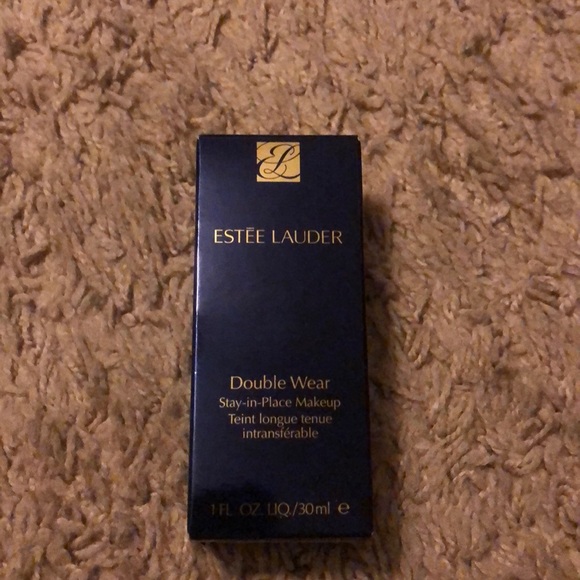 EL
ESTĒE LAUDER
Double Wear
Stay-in-Place Makeup
Teint longue tenue
intransférable
1 FL. OZ. LIQ./30 ml e